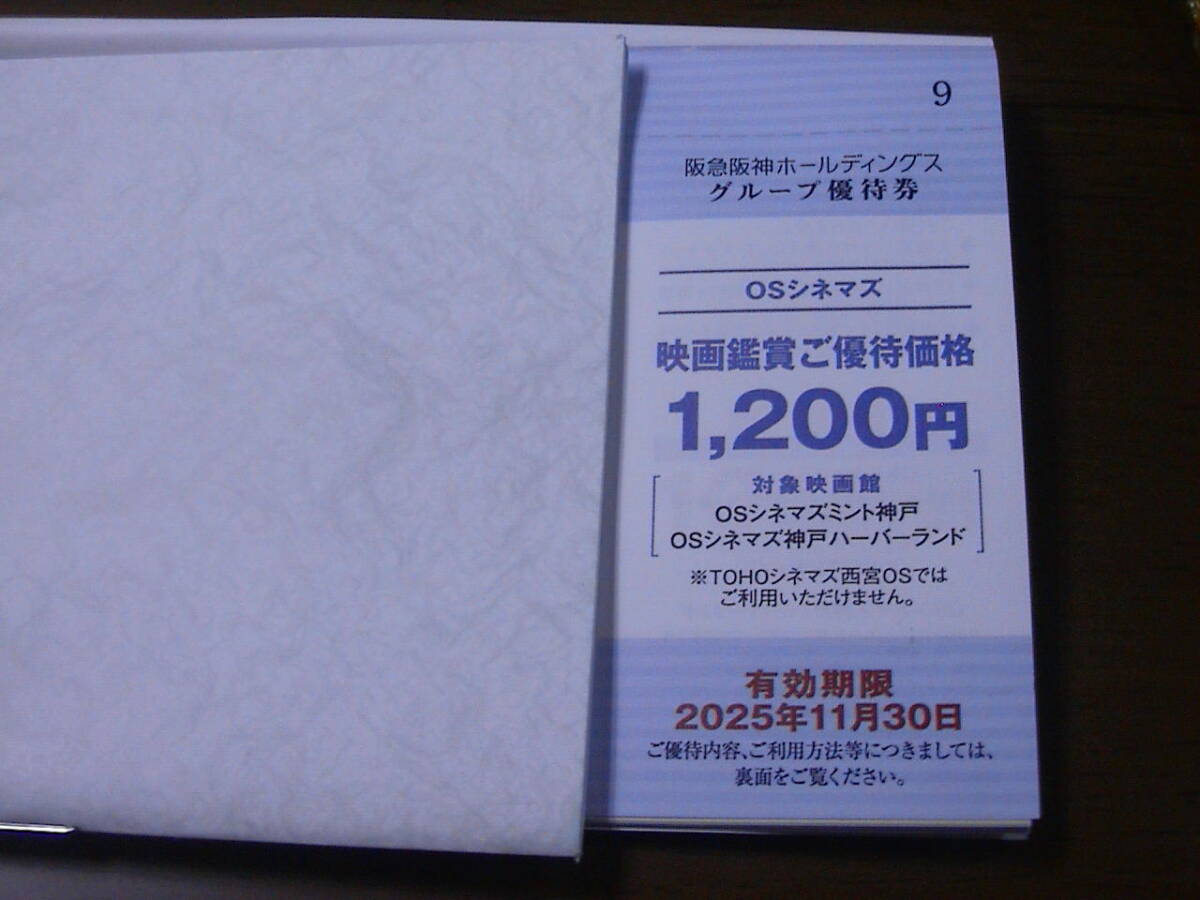 9
阪急阪神ホールディングス
グループ優待券
OSシネマズ
映画鑑賞ご優待価格
1,200円
対象映画館
OSシネマズミント神戸
OSシネマズ神戸ハーバーランド
※TOHOシネマズ西宮OSでは
ご利用いただけません。
有効期限
2025年11月30日
ご優待内容、ご利用方法等につきましては、
裏面をご覧ください。